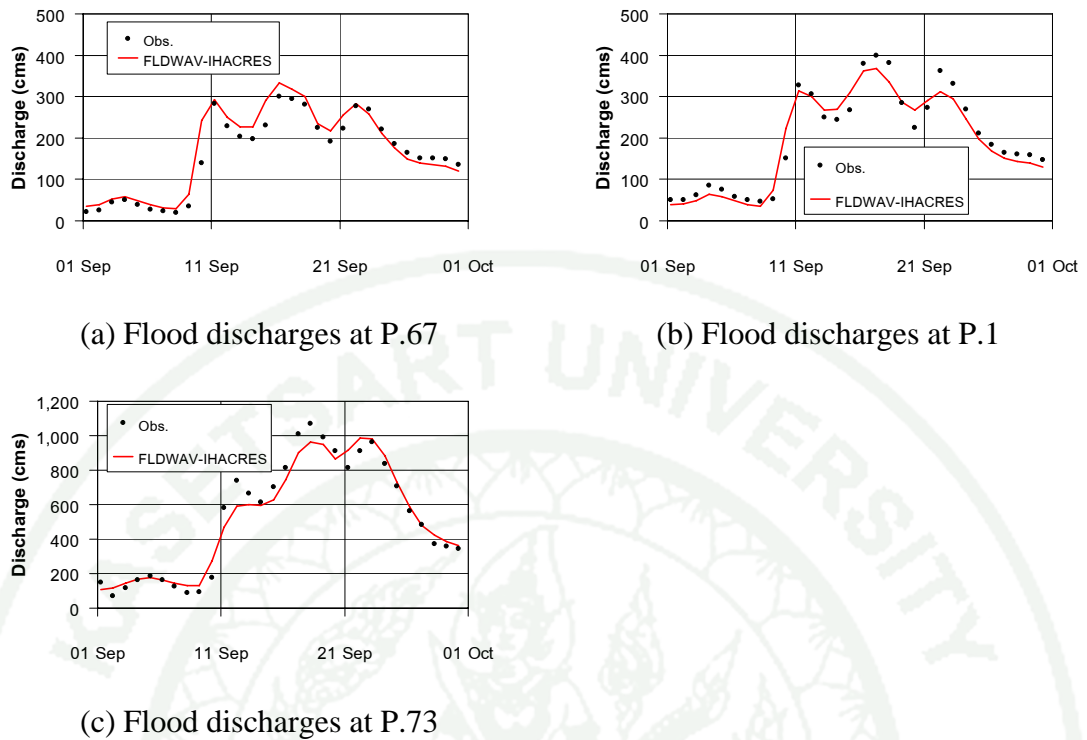 500
400
300
200
100
0
Discharge (cms)
Obs.
FLDWAV-IHACRES
01 Sep 11 Sep 21 Sep 01 Oct
(a) Flood discharges at P.67
500
400
300
200
100
0
Discharge (cms)
Obs.
FLDWAV-IHACRES
01 Sep 11 Sep 21 Sep 01 Oct
(b) Flood discharges at P.1
1,200
1,000
800
600
400
200
0
Discharge (cms)
Obs.
FLDWAV-IHACRES
01 Sep 11 Sep 21 Sep 01 Oct
(c) Flood discharges at P.73
KASETSART UNIVERSITY